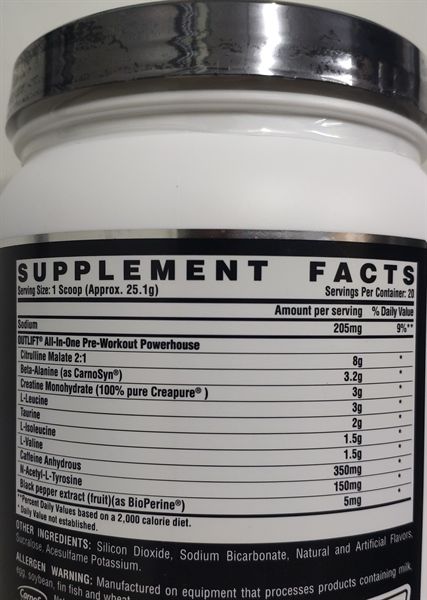 SUPPLEMENT FACTS
Serving Size: 1 Scoop (Approx. 25.1g) Servings Per Container: 20
Amount per serving % Daily Value
Sodium 205mg 9%**
OUTLIFT® All-In-One Pre-Workout Powerhouse
Citrulline Malate 2:1 8g *
Beta-Alanine (as CarnoSyn®) 3.2g *
Creatine Monohydrate (100% pure Creapure®) 3g *
L-Leucine 3g *
Taurine 2g *
L-Isoleucine 1.5g *
L-Valine 1.5g *
Caffeine Anhydrous 350mg *
N-Acetyl-L-Tyrosine 150mg *
Black pepper extract (fruit)(as BioPerine®) 5mg *
**Percent Daily Values based on a 2,000 calorie diet.
* Daily Value not established.
OTHER INGREDIENTS: Silicon Dioxide, Sodium Bicarbonate, Natural and Artificial Flavors,
Sucralose, Acesulfame Potassium.
ALLERGEN WARNING: Manufactured on equipment that processes products containing milk,
egg, soybean, fin fish and wheat